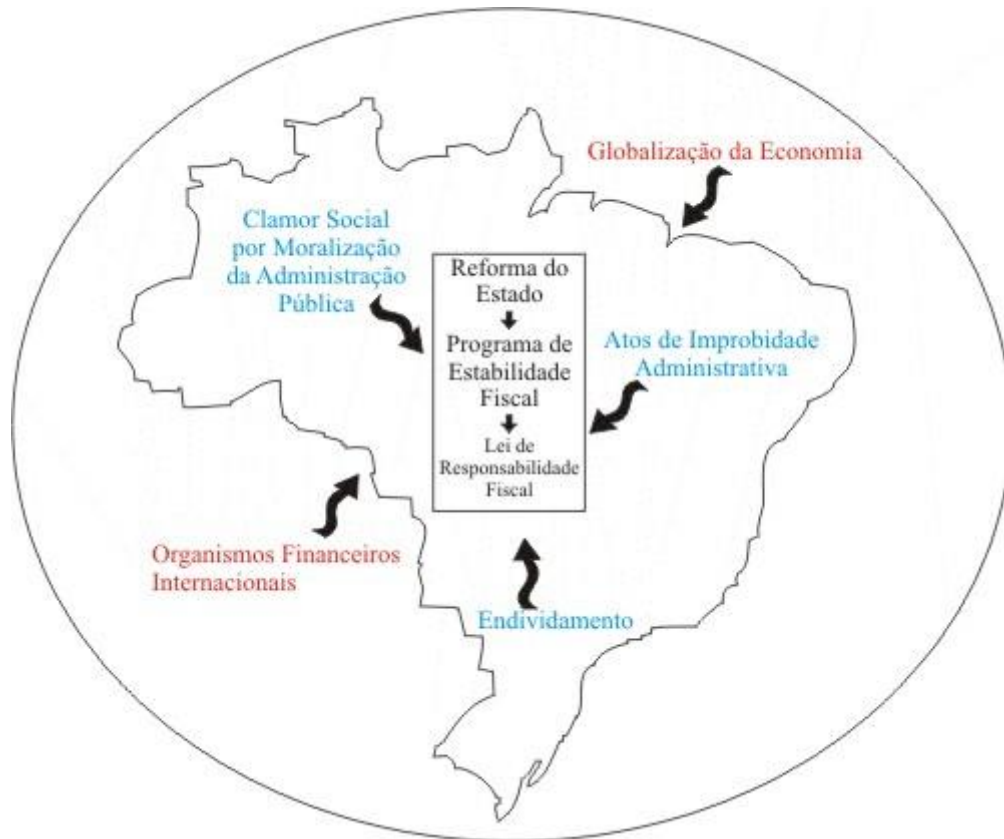 Globalização da Economia
Clamor Social
por Moralização
da Administração
Pública
Reforma do
Estado
Programa de
Estabilidade
Fiscal
Lei de
Responsabilidade
Fiscal
Atos de Improbidade
Administrativa
Organismos Financeiros
Internacionais
Endividamento